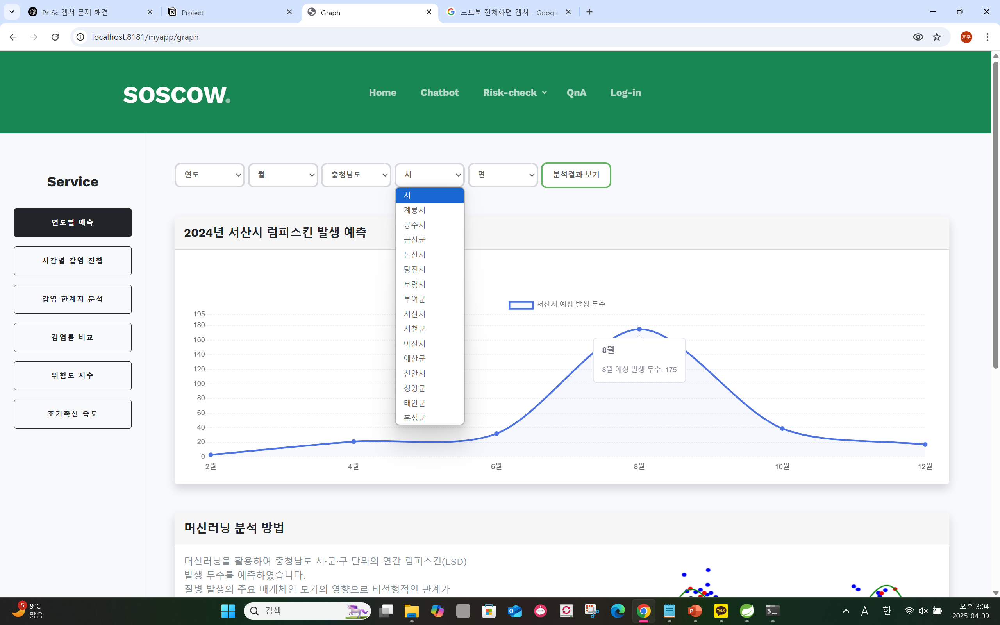 PrtSc 캡처 문제 해결
Project
Graph
노트북 전체화면 캡쳐 - Google
localhost:8181/myapp/graph
윤주
SOSCOW.
Home
Chatbot
Risk-check
QnA
Log-in
Service
연도별 예측
시간별 감염 진행
감염 한계치 분석
감염률 비교
위험도 지수
초기확산 속도
연도
월
충청남도
시
면
분석결과 보기
시
계룡시
공주시
금산군
논산시
당진시
보령시
부여군
서산시
서천군
아산시
예산군
천안시
청양군
태안군
홍성군
2024년 서산시 럼피스킨 발생 예측
서산시 예상 발생 두수
195
180
160
140
120
100
80
60
40
20
0
8월
8월 예상 발생 두수: 175
2월
4월
6월
8월
10월
12월
머신러닝 분석 방법
머신러닝을 활용하여 충청남도 시·군·구 단위의 연간 럼피스킨(LSD)
발생 두수를 예측하였습니다.
질병 발생의 주요 매개체인 모기의 영향으로 비선형적인 관계가
5
9°C
맑음
검색
TALK
A
한
오후 3:04
2025-04-09